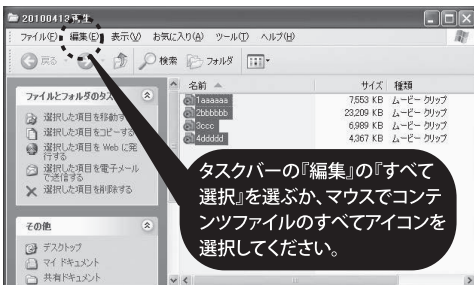 20100413再生
ファイル(F) 編集(E) 表示(V) お気に入り(A) ツール(T) ヘルプ(H)
戻る 検索 フォルダ
ファイルとフォルダのタス
選択した項目を移動す
選択した項目をコピーする
選択した項目を Web に発
行する
選択した項目を電子メール
で送信する
選択した項目を削除する
その他
デスクトップ
マイ ドキュメント
共有ドキュメント
名前 サイズ 種類
1aaaaaa 7,553 KB ムービー クリップ
2bbbbbb 23,209 KB ムービー クリップ
3ccc 6,989 KB ムービー クリップ
4ddddd 4,367 KB ムービー クリップ
タスクバーの『編集』の『すべて
選択』を選ぶか、マウスでコンテ
ンツファイルのすべてアイコンを
選択してください。